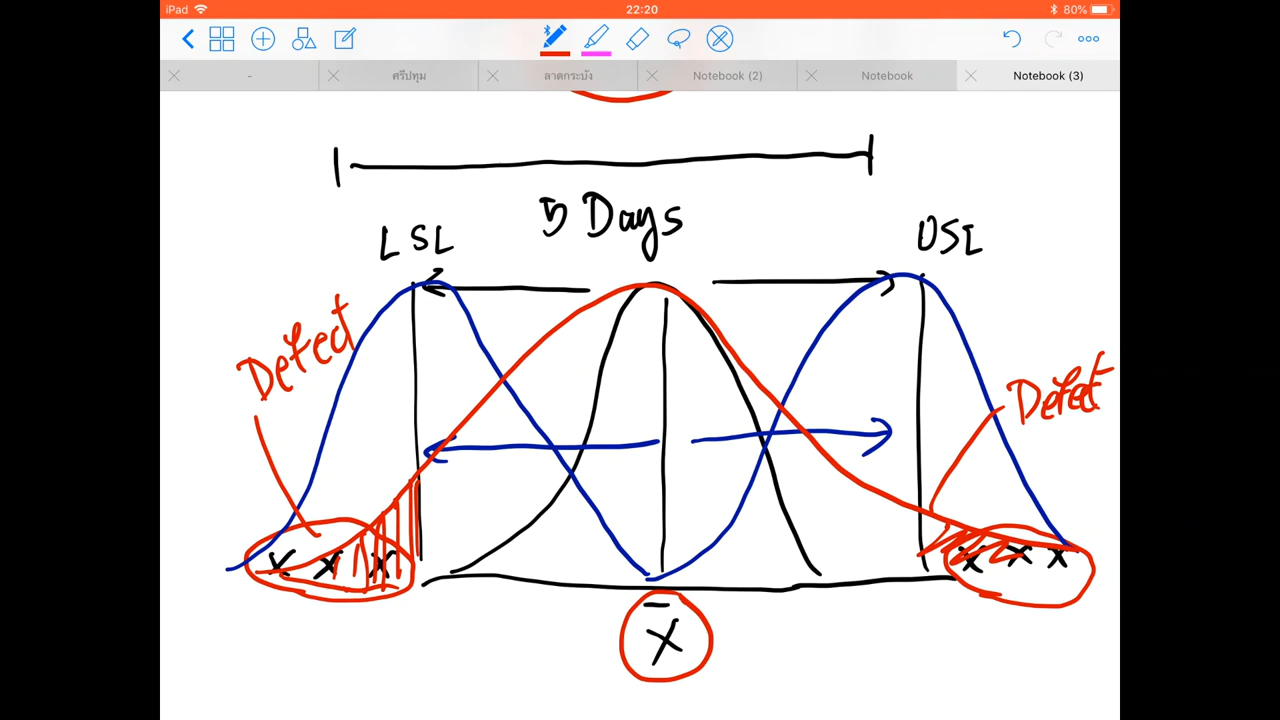 iPad 22:20 80%
- ศรีปทุม ลาดกระบัง Notebook (2) Notebook Notebook (3)
5 Days
LSL USL
Defect
Defect
x x x x x x
X̄